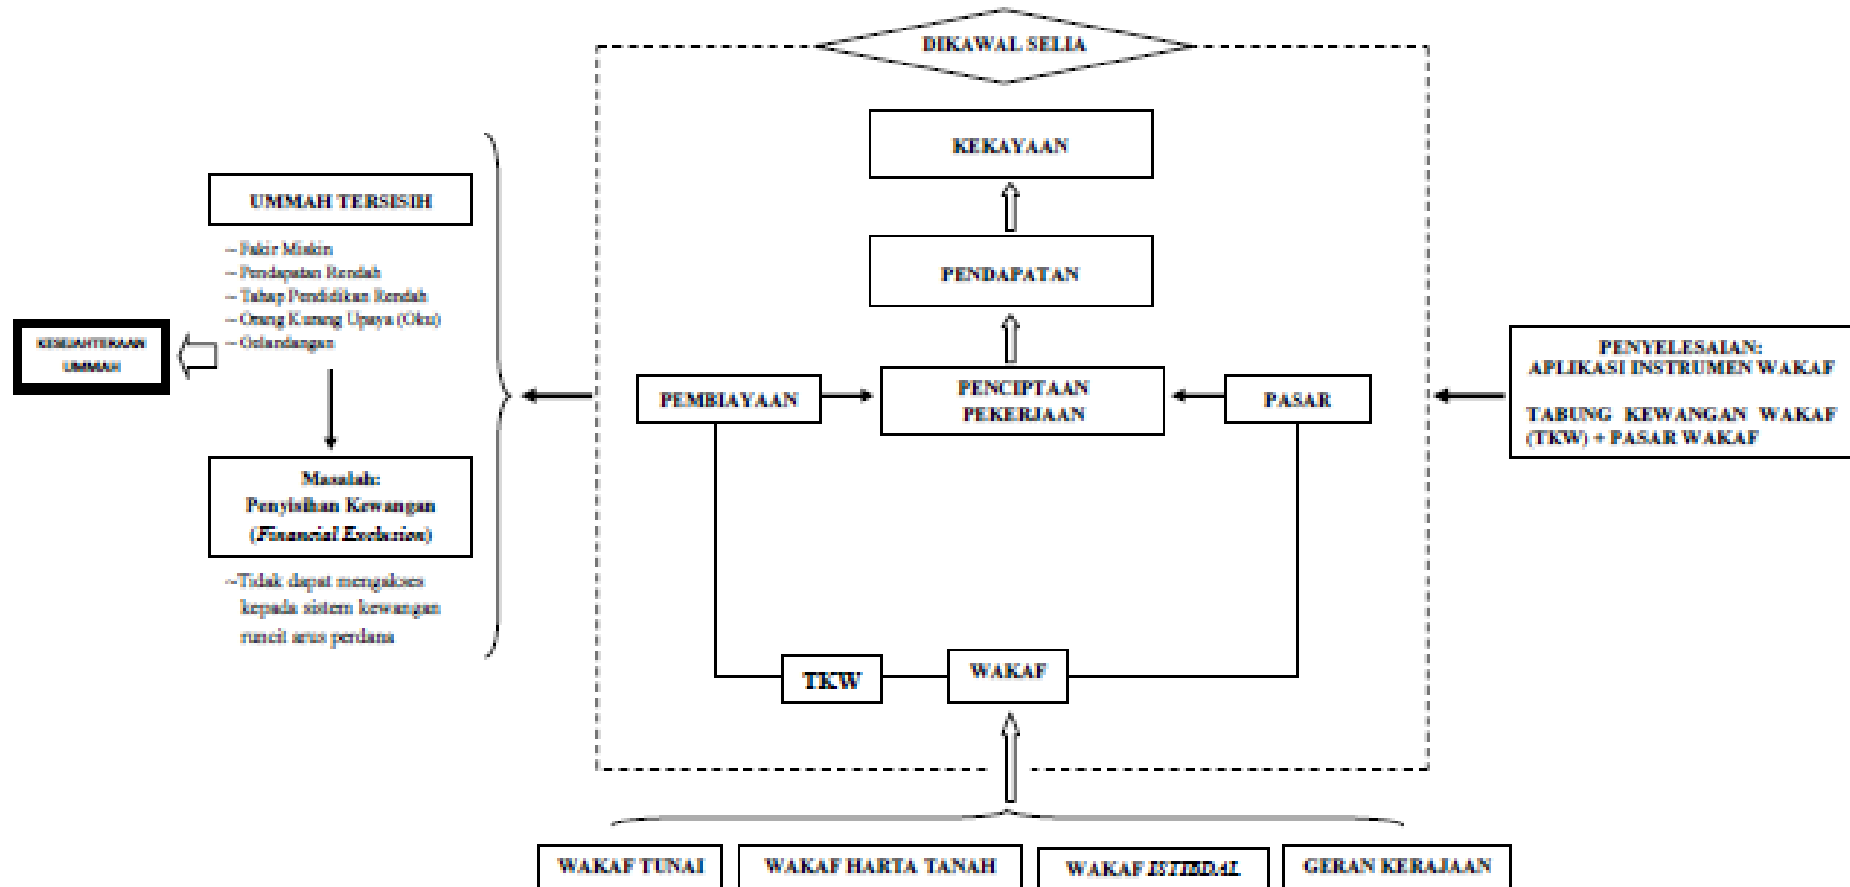 DIKAWAL SELIA
KEKAYAAN
PENDAPATAN
PEMBIAYAAN
PENCIPTAAN
PEKERJAAN
PASAR
TKW
WAKAF
UMMAH TERSISIH
– Fakir Miskin
– Pendapatan Rendah
– Tahap Pendidikan Rendah
– Orang Kurang Upaya (Oku)
– Gelandangan
KESEJAHTERAAN
UMMAH
Masalah:
Penyisihan Kewangan
(Financial Exclusion)
–Tidak dapat mengakses
kepada sistem kewangan
runcit arus perdana
PENYELESAIAN:
APLIKASI INSTRUMEN WAKAF
TABUNG KEWANGAN WAKAF
(TKW) + PASAR WAKAF
WAKAF TUNAI
WAKAF HARTA TANAH
WAKAF ISTIBDAL
GERAN KERAJAAN